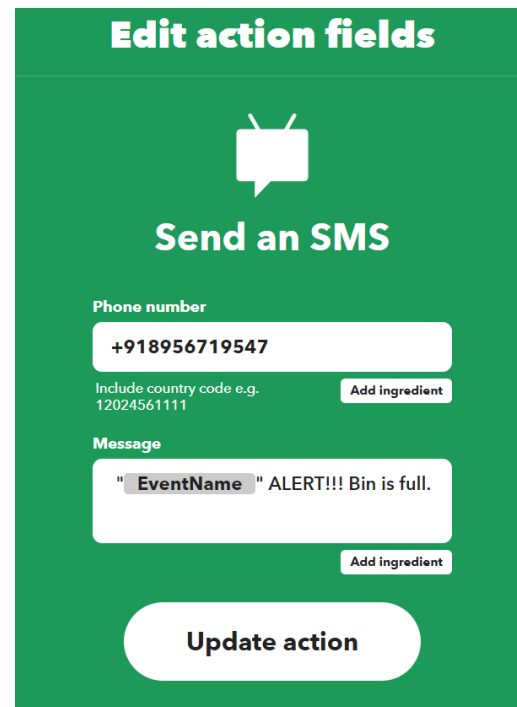 Edit action fields
Send an SMS
Phone number
+918956719547
Include country code e.g.
12024561111
Add ingredient
Message
" EventName " ALERT!!! Bin is full.
Add ingredient
Update action